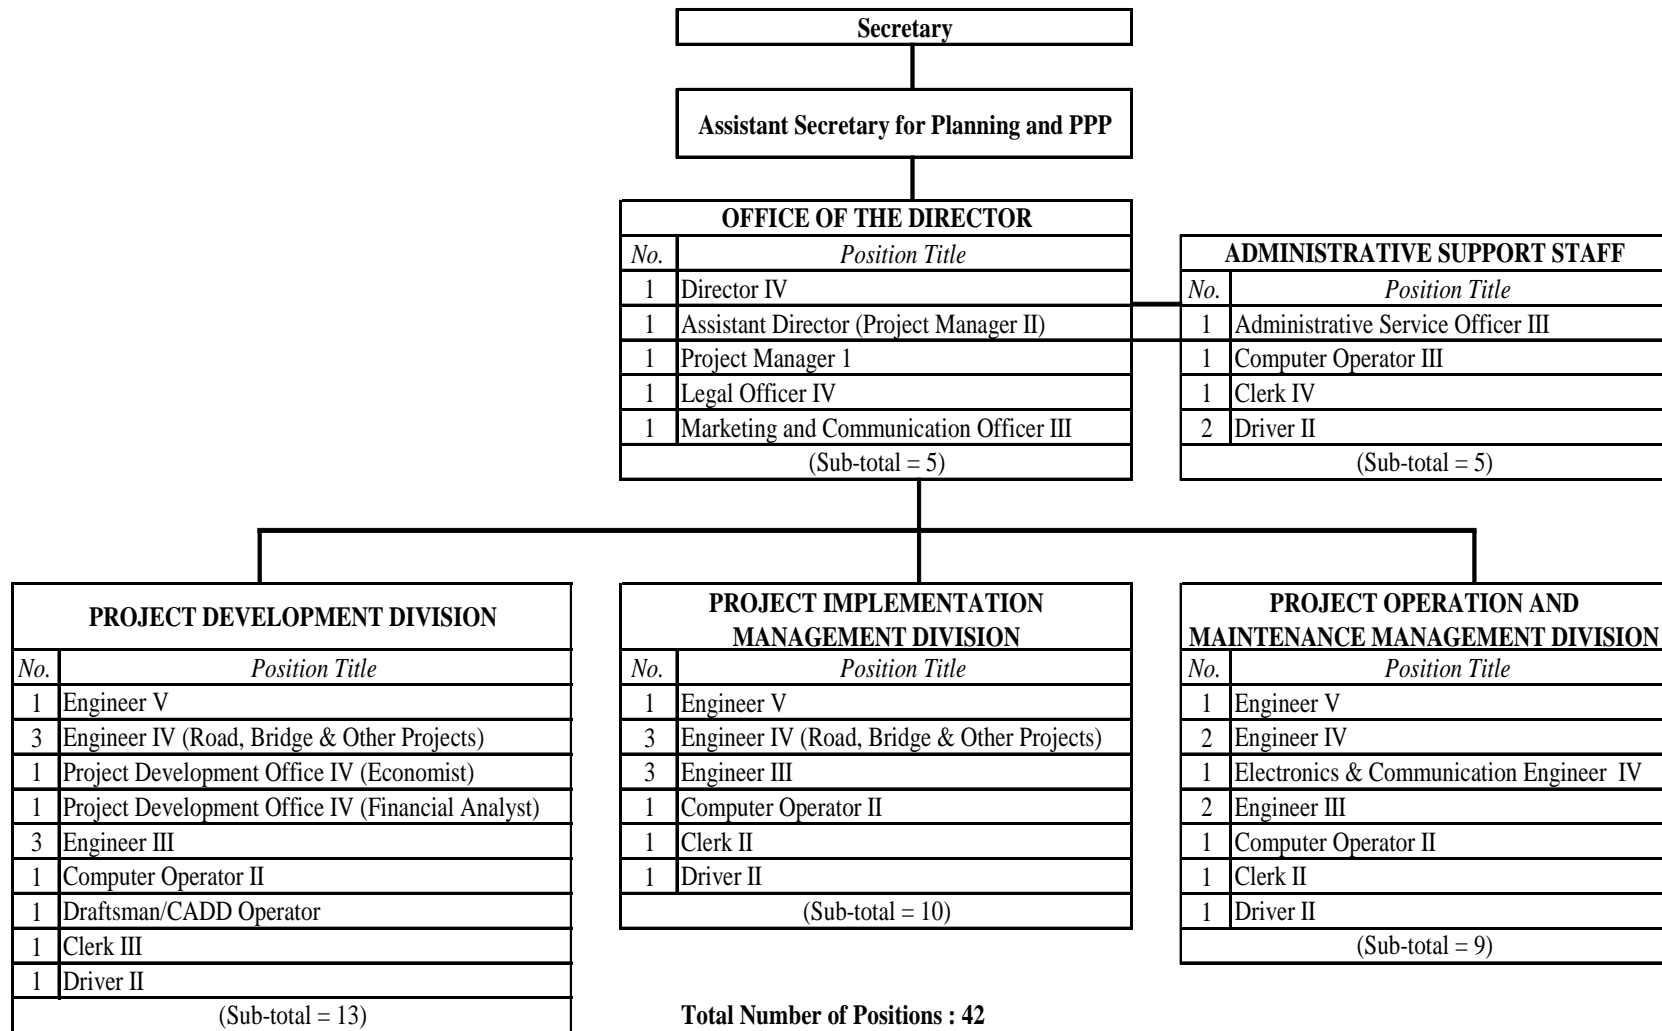 Secretary
Assistant Secretary for Planning and PPP
OFFICE OF THE DIRECTOR
No. Position Title
1 Director IV
1 Assistant Director (Project Manager II)
1 Project Manager 1
1 Legal Officer IV
1 Marketing and Communication Officer III
(Sub-total = 5)
ADMINISTRATIVE SUPPORT STAFF
No. Position Title
1 Administrative Service Officer III
1 Computer Operator III
1 Clerk IV
2 Driver II
(Sub-total = 5)
PROJECT DEVELOPMENT DIVISION
No. Position Title
1 Engineer V
3 Engineer IV (Road, Bridge & Other Projects)
1 Project Development Office IV (Economist)
1 Project Development Office IV (Financial Analyst)
3 Engineer III
1 Computer Operator II
1 Draftsman/CADD Operator
1 Clerk III
1 Driver II
(Sub-total = 13)
PROJECT IMPLEMENTATION
MANAGEMENT DIVISION
No. Position Title
1 Engineer V
3 Engineer IV (Road, Bridge & Other Projects)
3 Engineer III
1 Computer Operator II
1 Clerk II
1 Driver II
(Sub-total = 10)
PROJECT OPERATION AND
MAINTENANCE MANAGEMENT DIVISION
No. Position Title
1 Engineer V
2 Engineer IV
1 Electronics & Communication Engineer IV
2 Engineer III
1 Computer Operator II
1 Clerk II
1 Driver II
(Sub-total = 9)
Total Number of Positions : 42